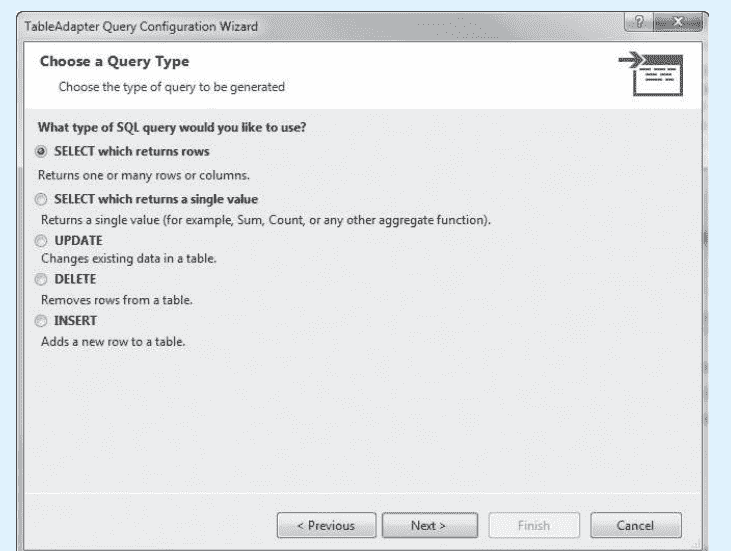 TableAdapter Query Configuration Wizard
Choose a Query Type
Choose the type of query to be generated
What type of SQL query would you like to use?
SELECT which returns rows
Returns one or many rows or columns.
SELECT which returns a single value
Returns a single value (for example, Sum, Count, or any other aggregate function).
UPDATE
Changes existing data in a table.
DELETE
Removes rows from a table.
INSERT
Adds a new row to a table.
< Previous
Next >
Finish
Cancel